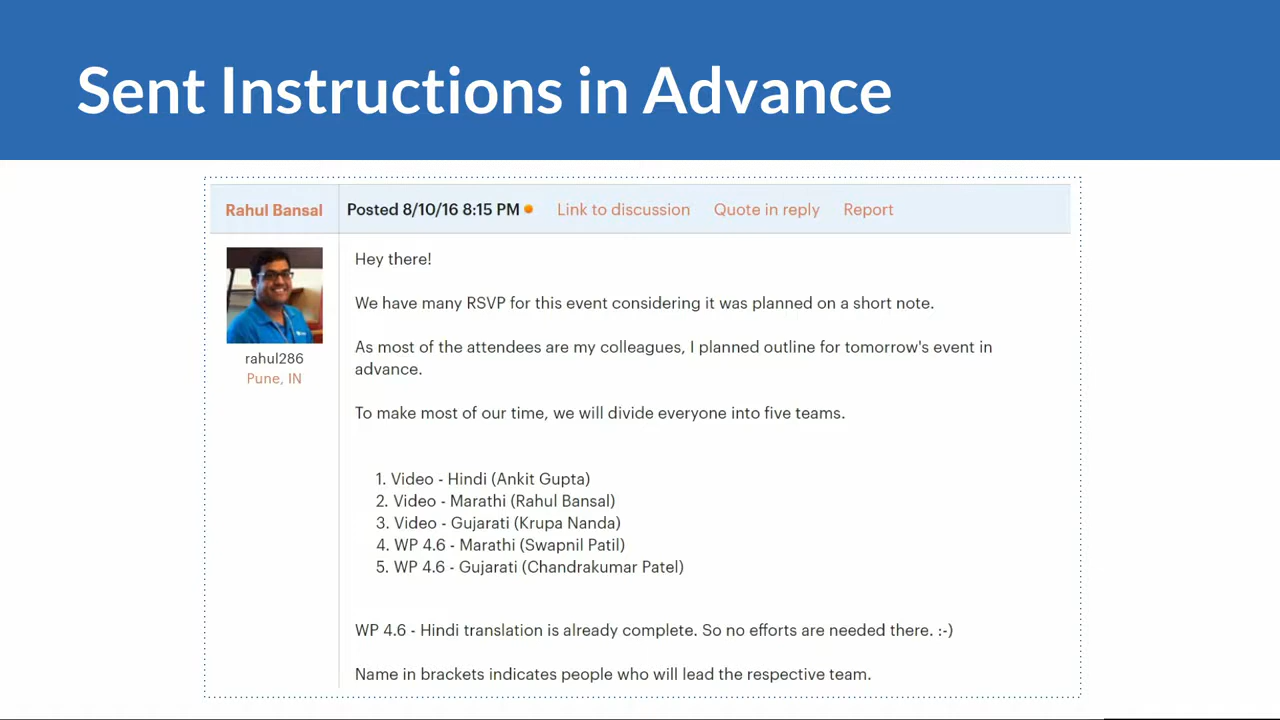 Sent Instructions in Advance
Rahul Bansal
Posted 8/10/16 8:15 PM
Link to discussion
Quote in reply
Report
rahul286
Pune, IN
Hey there!
We have many RSVP for this event considering it was planned on a short note.
As most of the attendees are my colleagues, I planned outline for tomorrow's event in
advance.
To make most of our time, we will divide everyone into five teams.
1. Video - Hindi (Ankit Gupta)
2. Video - Marathi (Rahul Bansal)
3. Video - Gujarati (Krupa Nanda)
4. WP 4.6 - Marathi (Swapnil Patil)
5. WP 4.6 - Gujarati (Chandrakumar Patel)
WP 4.6 - Hindi translation is already complete. So no efforts are needed there. :-)
Name in brackets indicates people who will lead the respective team.